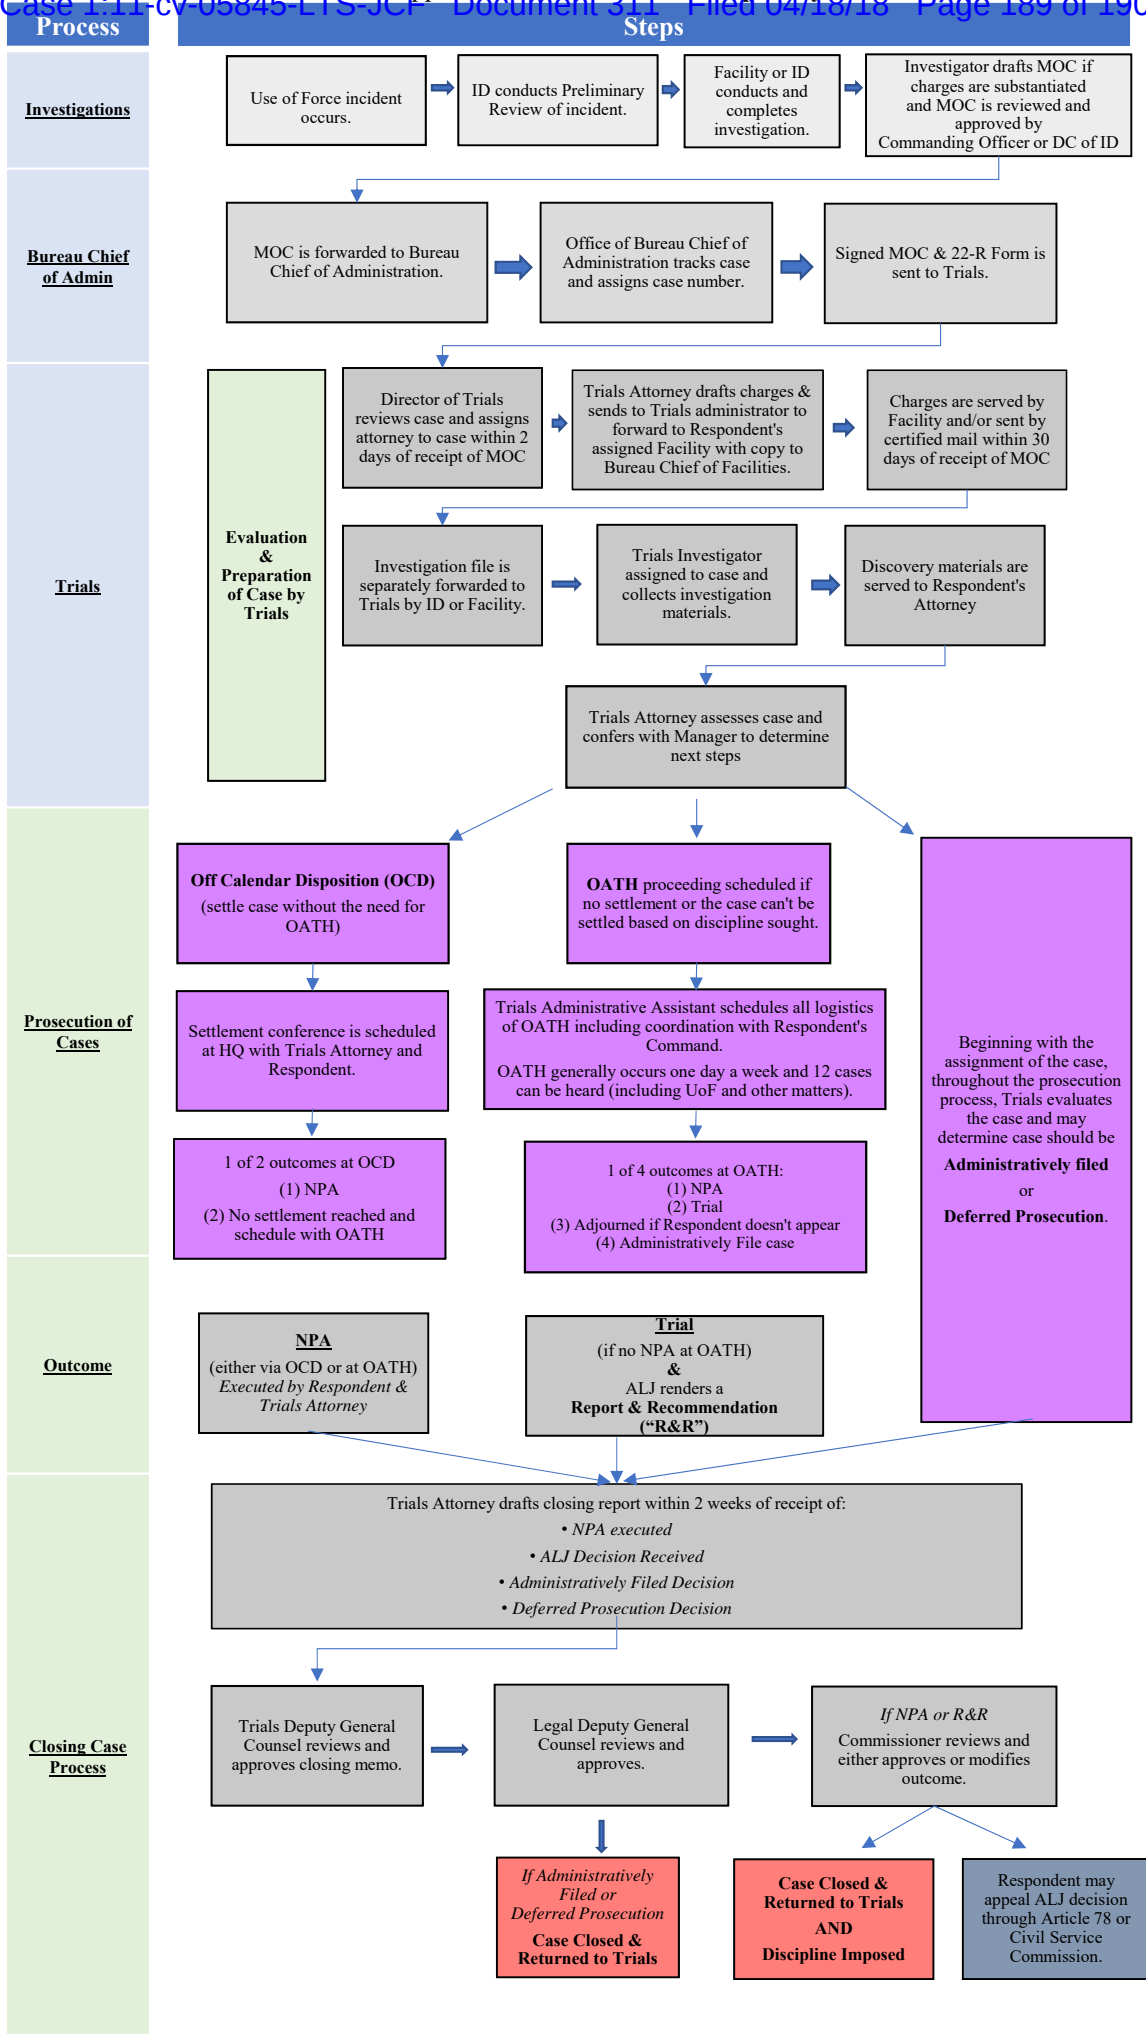 Case 1:11-cv-05845-LTS-JCF Document 311 Filed 04/18/18 Page 189 of 190
Process
Steps
Investigations
Use of Force incident
occurs.
ID conducts Preliminary
Review of incident.
Facility or ID
conducts and
completes
investigation.
Investigator drafts MOC if
charges are substantiated
and MOC is reviewed and
approved by
Commanding Officer or DC of ID
Bureau Chief
of Admin
MOC is forwarded to Bureau
Chief of Administration.
Office of Bureau Chief of
Administration tracks case
and assigns case number.
Signed MOC & 22-R Form is
sent to Trials.
Trials
Evaluation
&
Preparation
of Case by
Trials
Director of Trials
reviews case and assigns
attorney to case within 2
days of receipt of MOC
Trials Attorney drafts charges &
sends to Trials administrator to
forward to Respondent's
assigned Facility with copy to
Bureau Chief of Facilities.
Charges are served by
Facility and/or sent by
certified mail within 30
days of receipt of MOC
Investigation file is
separately forwarded to
Trials by ID or Facility.
Trials Investigator
assigned to case and
collects investigation
materials.
Discovery materials are
served to Respondent's
Attorney
Trials Attorney assesses case and
confers with Manager to determine
next steps
Prosecution of
Cases
Off Calendar Disposition (OCD)
(settle case without the need for
OATH)
OATH proceeding scheduled if
no settlement or the case can't be
settled based on discipline sought.
Settlement conference is scheduled
at HQ with Trials Attorney and
Respondent.
Trials Administrative Assistant schedules all logistics
of OATH including coordination with Respondent's
Command.
OATH generally occurs one day a week and 12 cases
can be heard (including UoF and other matters).
1 of 2 outcomes at OCD
(1) NPA
(2) No settlement reached and
schedule with OATH
1 of 4 outcomes at OATH:
(1) NPA
(2) Trial
(3) Adjourned if Respondent doesn't appear
(4) Administratively File case
Beginning with the
assignment of the case,
throughout the prosecution
process, Trials evaluates
the case and may
determine case should be
Administratively filed
or
Deferred Prosecution.
Outcome
NPA
(either via OCD or at OATH)
Executed by Respondent &
Trials Attorney
Trial
(if no NPA at OATH)
&
ALJ renders a
Report & Recommendation
(“R&R”)
Closing Case
Process
Trials Attorney drafts closing report within 2 weeks of receipt of:
• NPA executed
• ALJ Decision Received
• Administratively Filed Decision
• Deferred Prosecution Decision
Trials Deputy General
Counsel reviews and
approves closing memo.
Legal Deputy General
Counsel reviews and
approves.
If NPA or R&R
Commissioner reviews and
either approves or modifies
outcome.
If Administratively
Filed or
Deferred Prosecution
Case Closed &
Returned to Trials
Case Closed &
Returned to Trials
AND
Discipline Imposed
Respondent may
appeal ALJ decision
through Article 78 or
Civil Service
Commission.